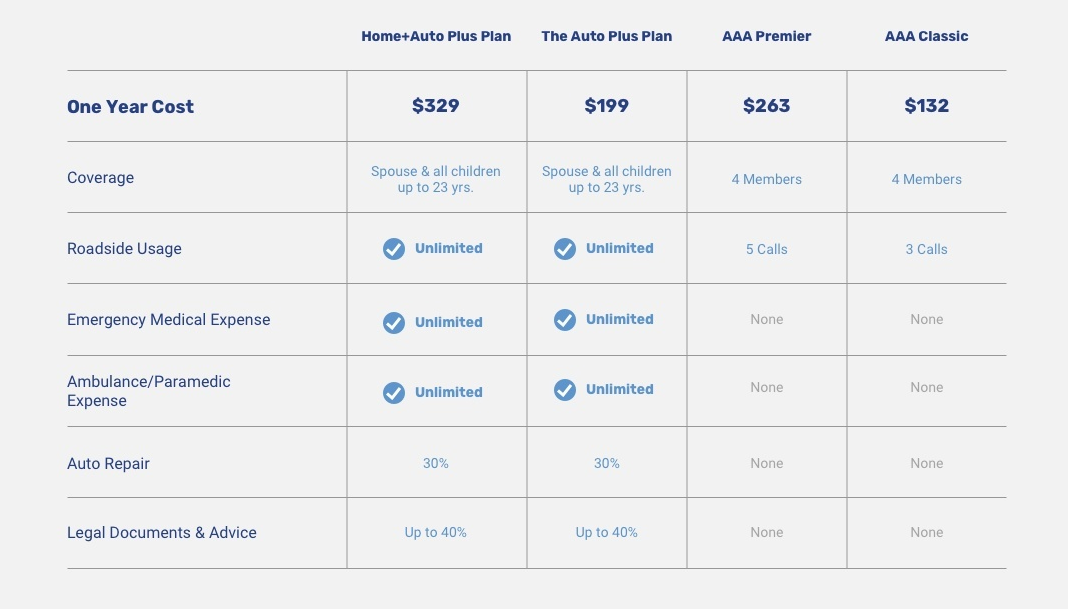 Home+Auto Plus Plan The Auto Plus Plan AAA Premier AAA Classic
One Year Cost $329 $199 $263 $132
Coverage Spouse & all children Spouse & all children 4 Members 4 Members
up to 23 yrs. up to 23 yrs.
Roadside Usage Unlimited Unlimited 5 Calls 3 Calls
Emergency Medical Expense Unlimited Unlimited None None
Ambulance/Paramedic
Expense Unlimited Unlimited None None
Auto Repair 30% 30% None None
Legal Documents & Advice Up to 40% Up to 40% None None